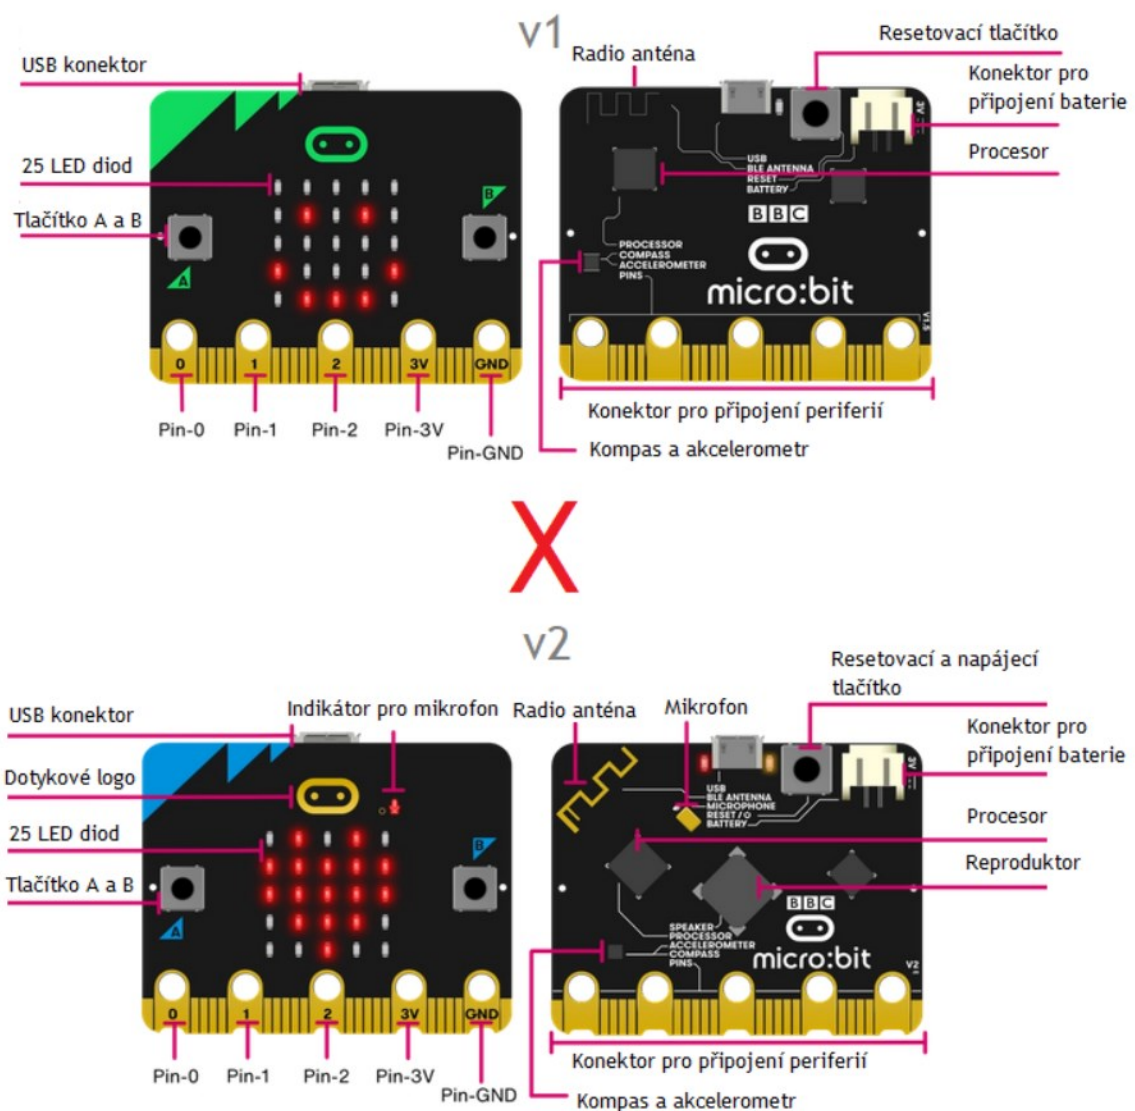 v1
USB konektor
25 LED diod
Tlačítko A a B
A
B
0 1 2 3V GND
Pin-0 Pin-1 Pin-2 Pin-3V
Pin-GND
Radio anténa
Resetovací tlačítko
Konektor pro
připojení baterie
Procesor
3V
USB
BLE ANTENNA
RESET
BATTERY
BBC
PROCESSOR
COMPASS
ACCELEROMETER
PINS
micro:bit
V1.5
Konektor pro připojení periferií
Kompas a akcelerometr
X
v2
USB konektor
Indikátor pro mikrofon
Dotykové logo
25 LED diod
Tlačítko A a B
A
B
0 1 2 3V GND
Pin-0 Pin-1 Pin-2 Pin-3V
Pin-GND
Radio anténa
Mikrofon
Resetovací a napájecí
tlačítko
Konektor pro
připojení baterie
Procesor
Reproduktor
3V
USB
BLE ANTENNA
MICROPHONE
RESET /
BATTERY
BBC
SPEAKER
PROCESSOR
ACCELEROMETER
COMPASS
PINS
micro:bit
V2
Konektor pro připojení periferií
Kompas a akcelerometr